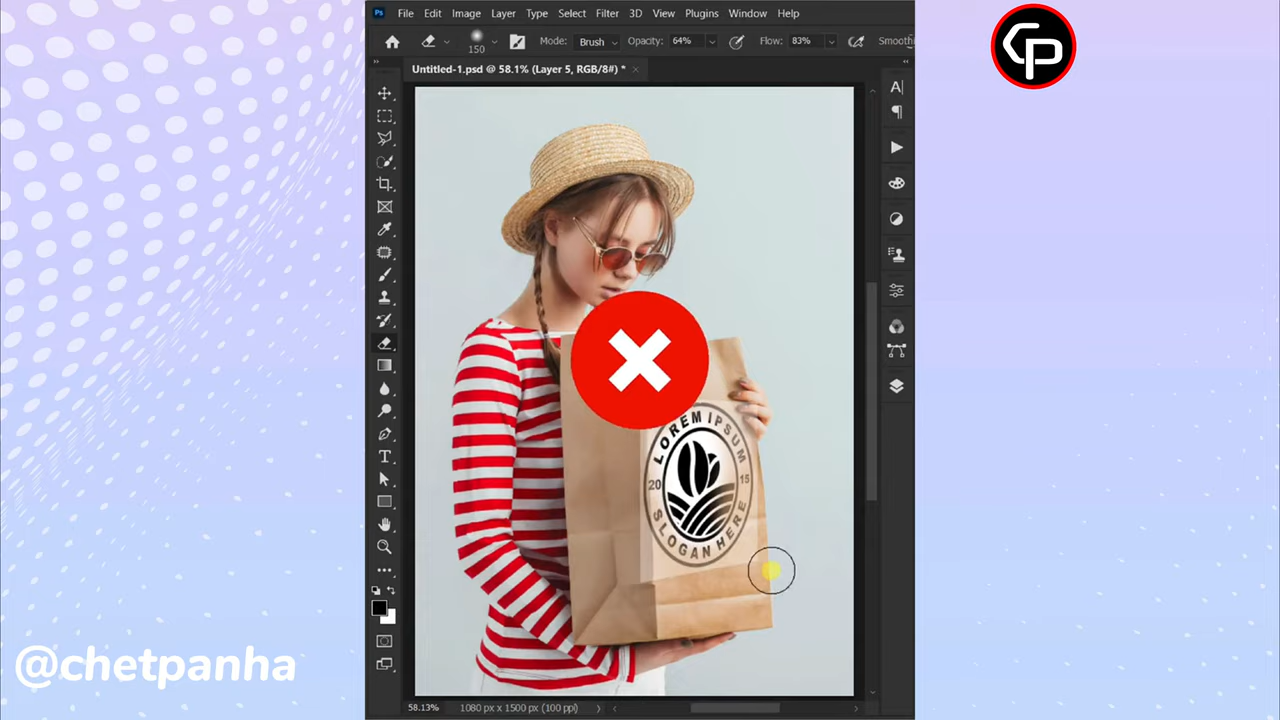 Ps File Edit Image Layer Type Select Filter 3D View Plugins Window Help
150 Mode: Brush Opacity: 64% Flow: 83% Smooth
Untitled-1.psd @ 58.1% (Layer 5, RGB/8#) *
LOREM IPSUM
20 15
SLOGAN HERE
58.13% 1080 px x 1500 px (100 ppi)
@chetpanha
CP